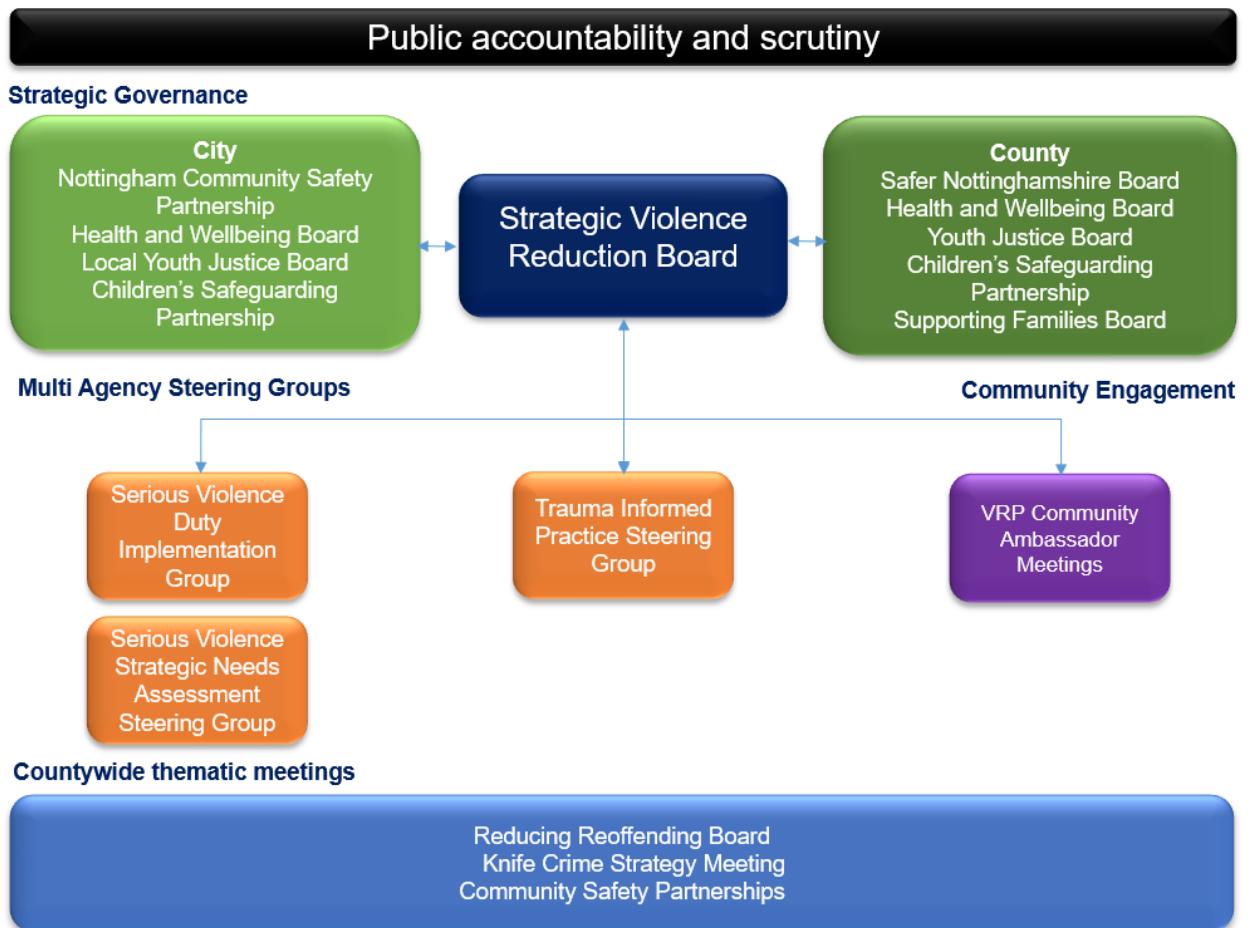 Public accountability and scrutiny
Strategic Governance
City
Nottingham Community Safety
Partnership
Health and Wellbeing Board
Local Youth Justice Board
Children’s Safeguarding
Partnership
Strategic Violence
Reduction Board
County
Safer Nottinghamshire Board
Health and Wellbeing Board
Youth Justice Board
Children’s Safeguarding
Partnership
Supporting Families Board
Multi Agency Steering Groups
Community Engagement
Serious Violence
Duty
Implementation
Group
Trauma Informed
Practice Steering
Group
VRP Community
Ambassador
Meetings
Serious Violence
Strategic Needs
Assessment
Steering Group
Countywide thematic meetings
Reducing Reoffending Board
Knife Crime Strategy Meeting
Community Safety Partnerships